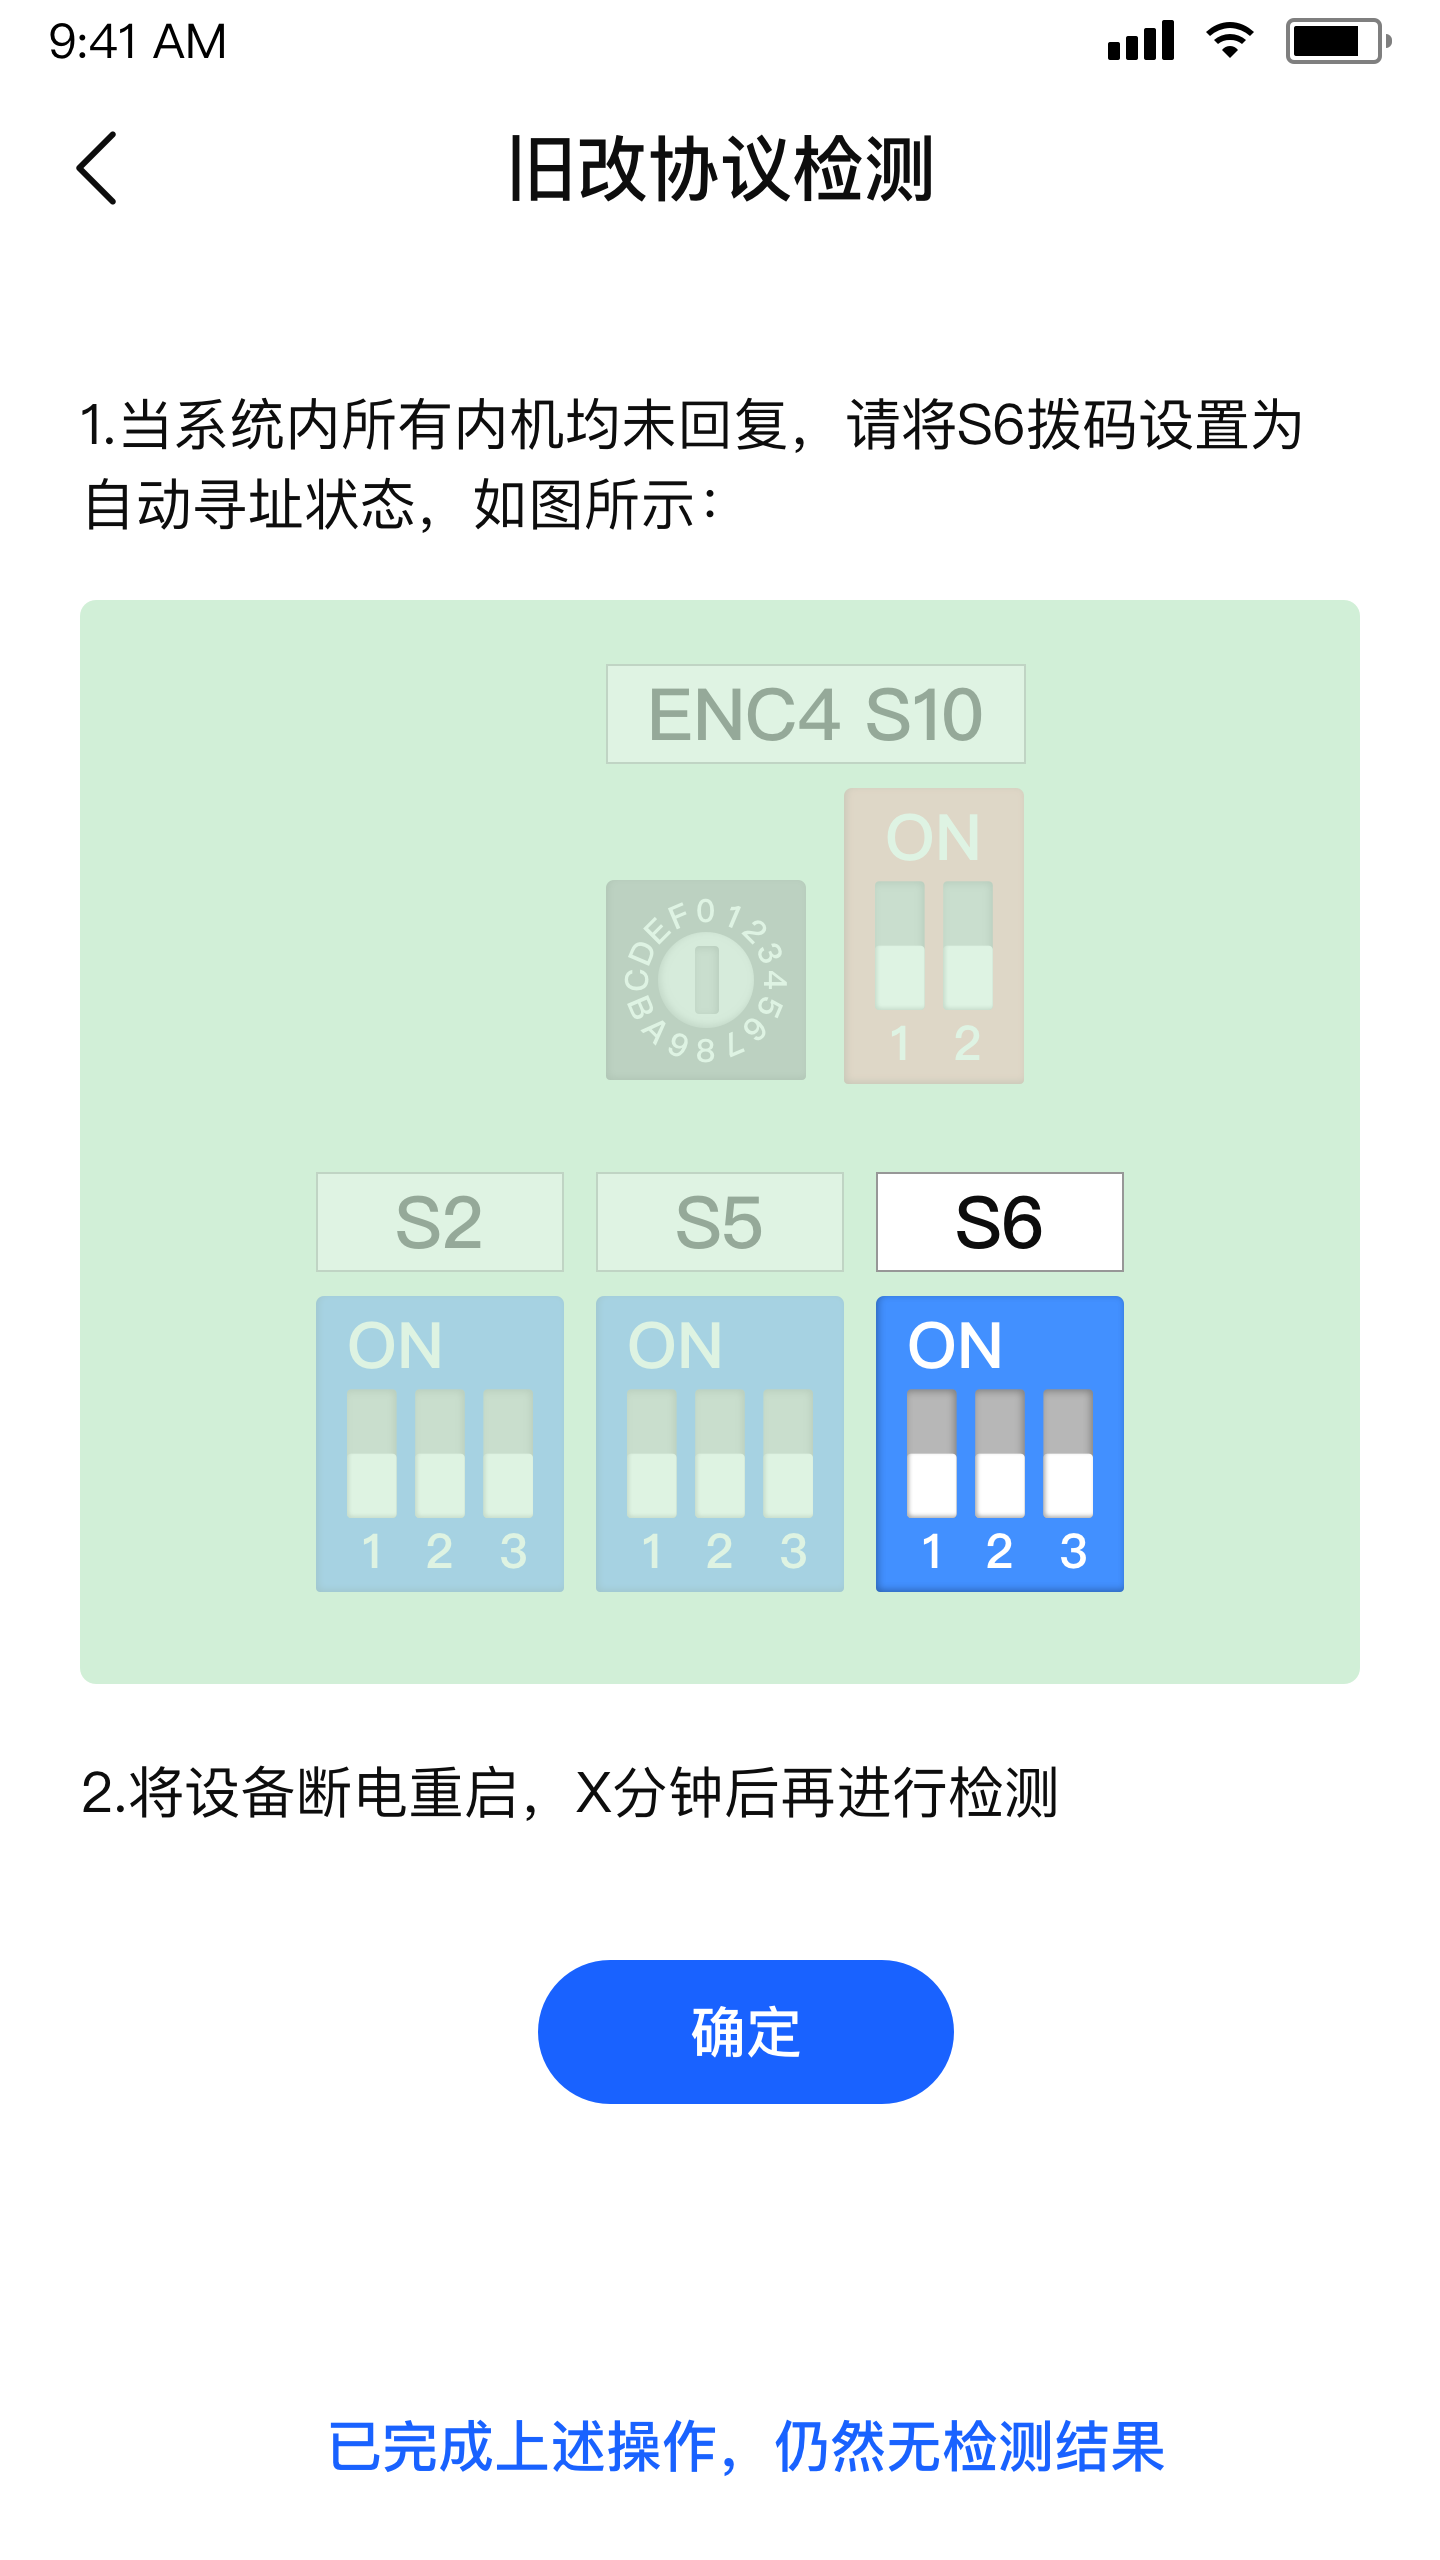 9:41 AM
旧改协议检测
1.当系统内所有内机均未回复，请将S6拨码设置为
自动寻址状态，如图所示：
ENC4 S10
ON
0 1 2 3 4 5 6 7 8 9 A B C D E F
1 2
S2 S5 S6
ON ON ON
1 2 3 1 2 3 1 2 3
2.将设备断电重启，X分钟后再进行检测
确定
已完成上述操作，仍然无检测结果